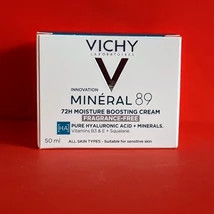 VICHY
LABORATOIRES
INNOVATION
MINÉRAL 89
72H MOISTURE BOOSTING CREAM
FRAGRANCE-FREE
HA
PURE HYALURONIC ACID + MINERALS.
Vitamins B3 & E + Squalane.
50 ml
ALL SKIN TYPES - Suitable for sensitive skin